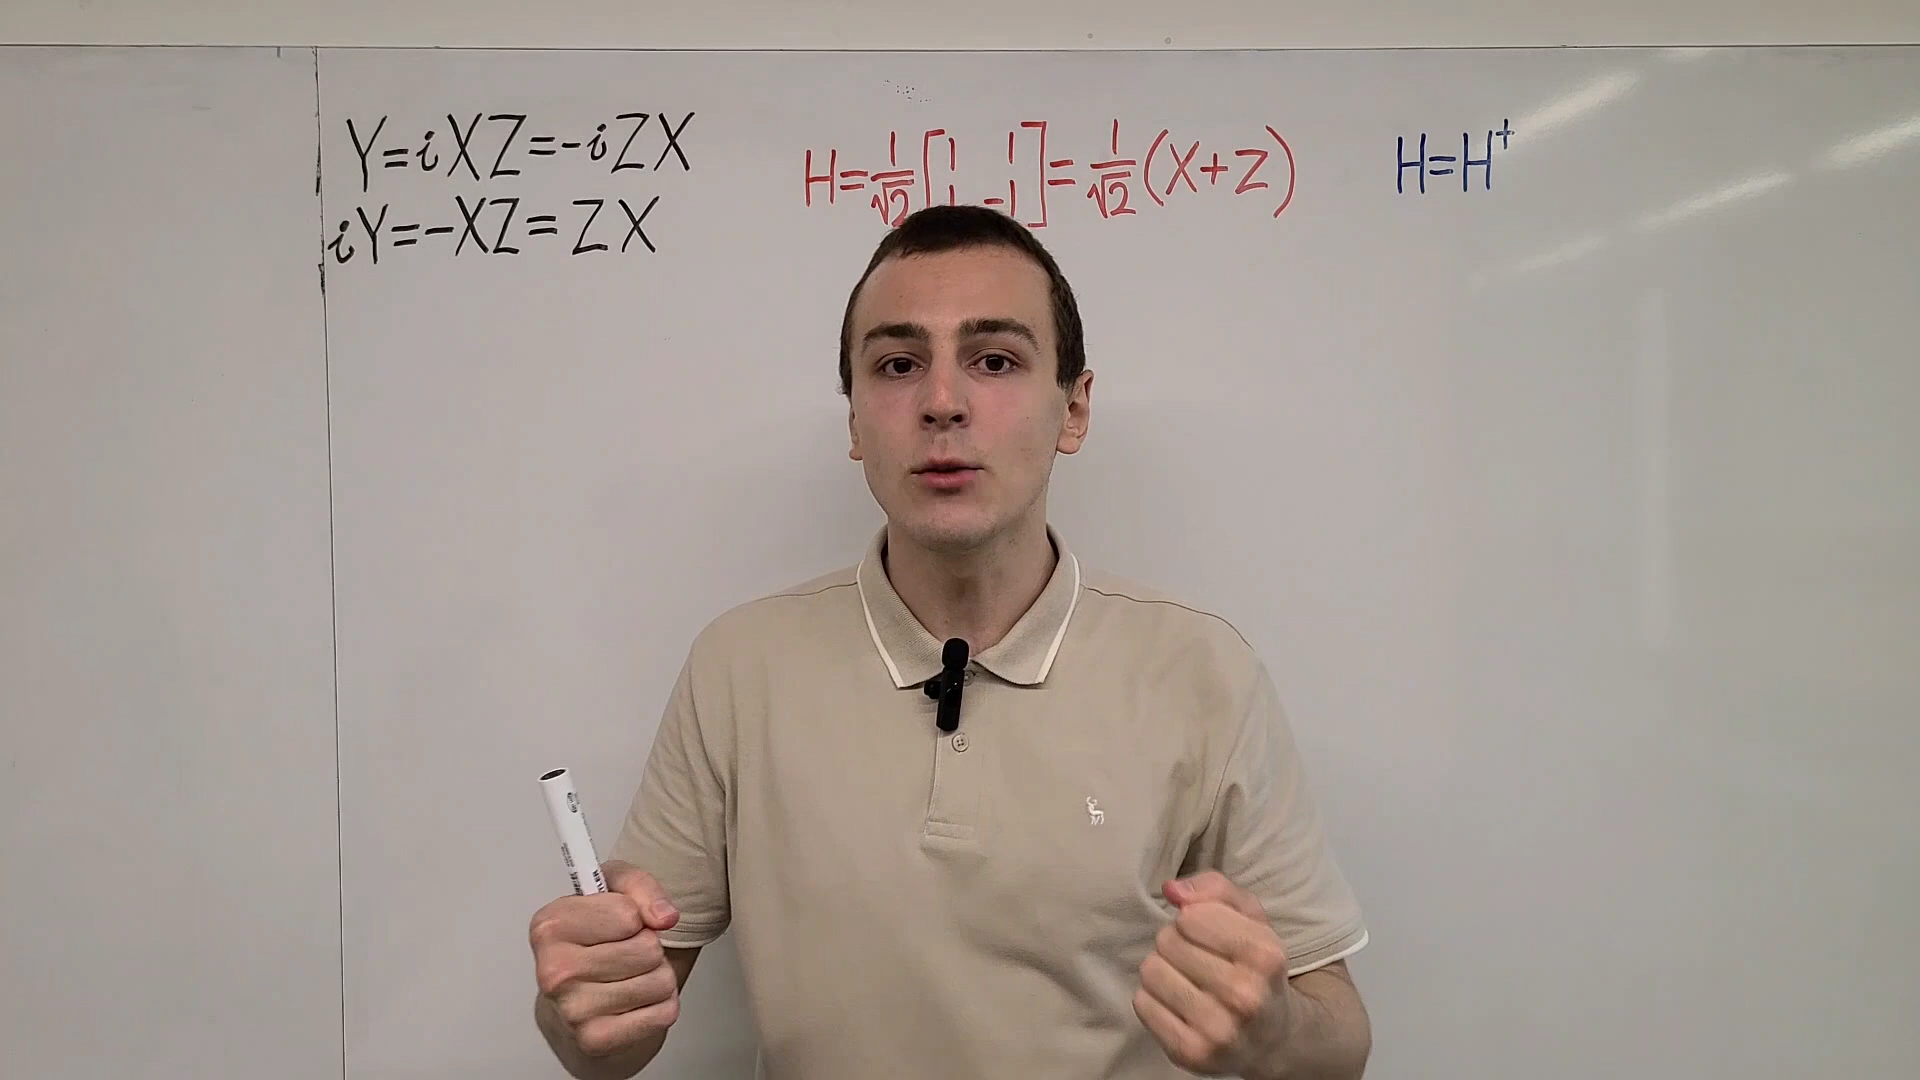 Y=iXZ=-iZX
iY=-XZ=ZX
H=1/√2[1 1
1 -1]=1/√2(X+Z)
H=H†